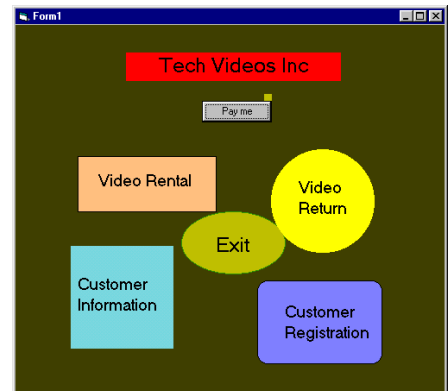 Form1
Tech Videos Inc
Pay me
Video Rental
Video
Return
Exit
Customer
Information
Customer
Registration